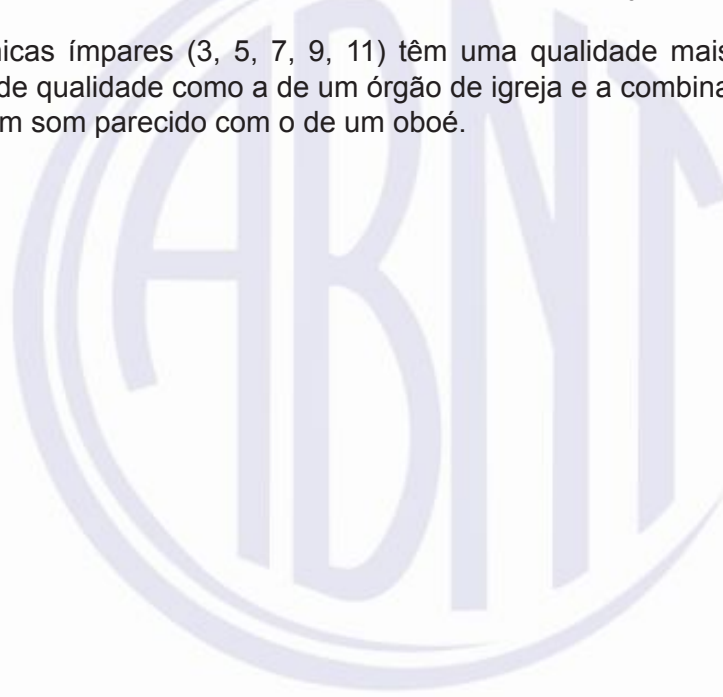 nicas ímpares (3, 5, 7, 9, 11) têm uma qualidade mais
de qualidade como a de um órgão de igreja e a combina
m som parecido com o de um oboé.
ABNT